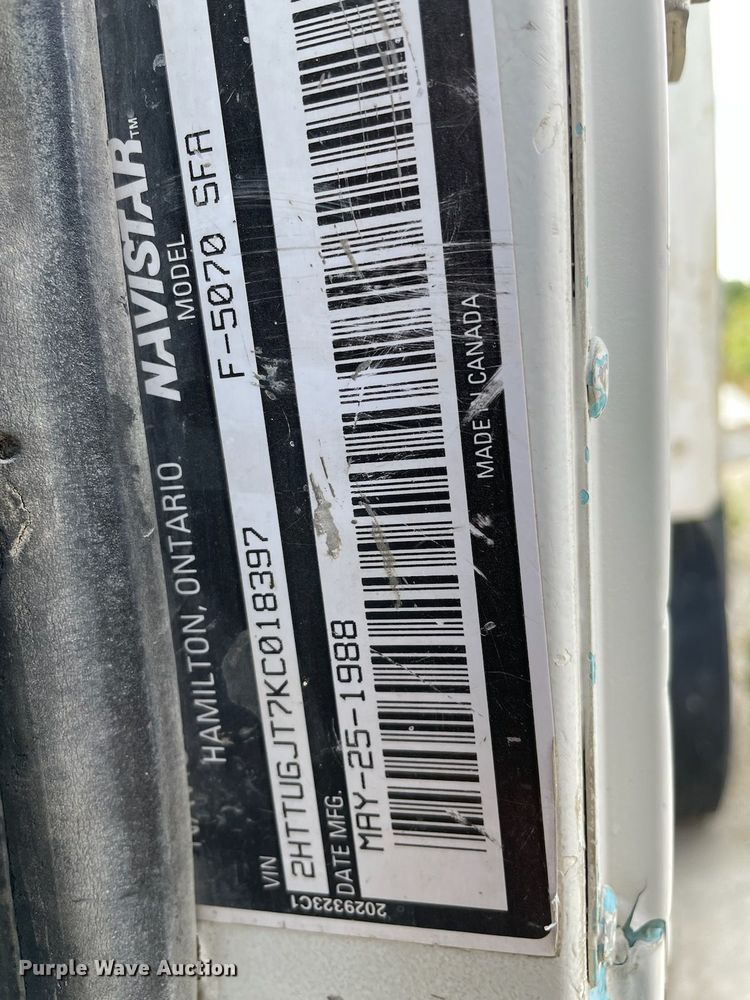 NAVISTAR™
HAMILTON, ONTARIO
VIN
MODEL
2HTTUGJT7KC018397
F-5070 SFA
DATE MFG.
MAY-25-1988
MADE IN CANADA
2029323C1
Purple Wave Auction